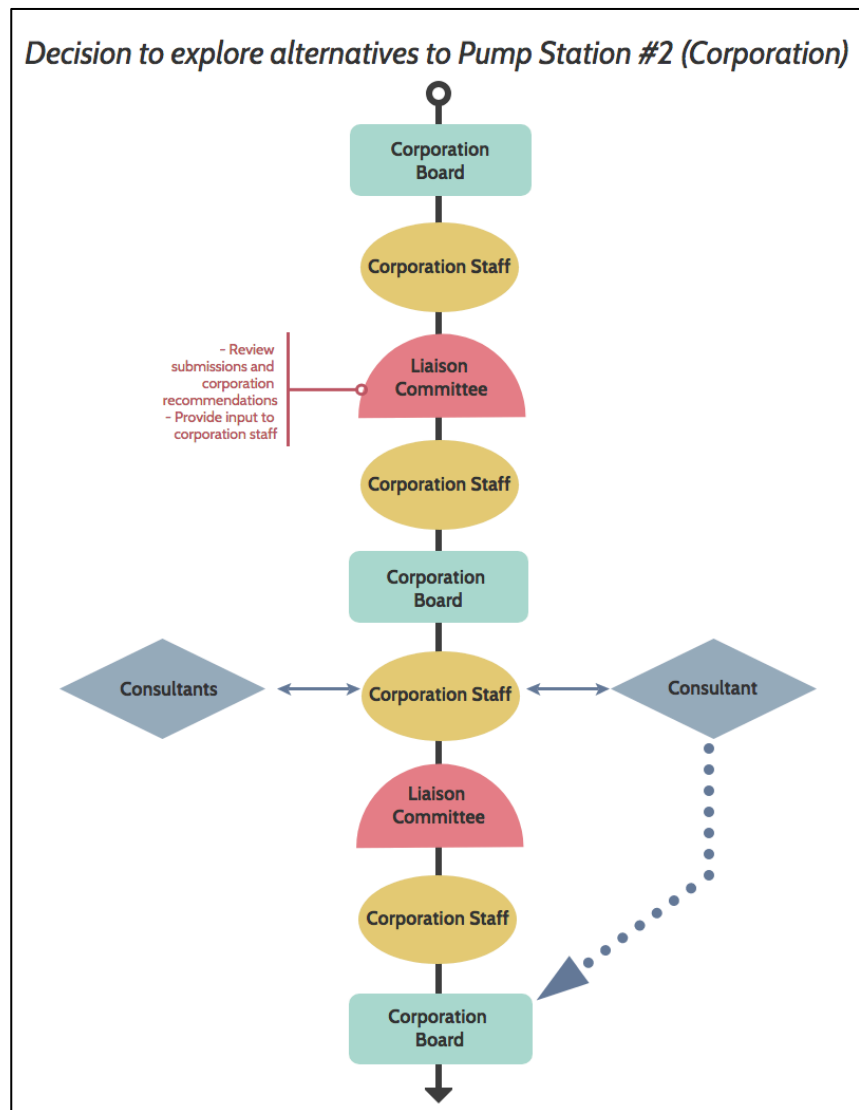 Decision to explore alternatives to Pump Station #2 (Corporation)
Corporation
Board
Corporation Staff
- Review
submissions and
corporation
recommendations
- Provide input to
corporation staff
Liaison
Committee
Corporation Staff
Corporation
Board
Consultants
Corporation Staff
Consultant
Liaison
Committee
Corporation Staff
Corporation
Board